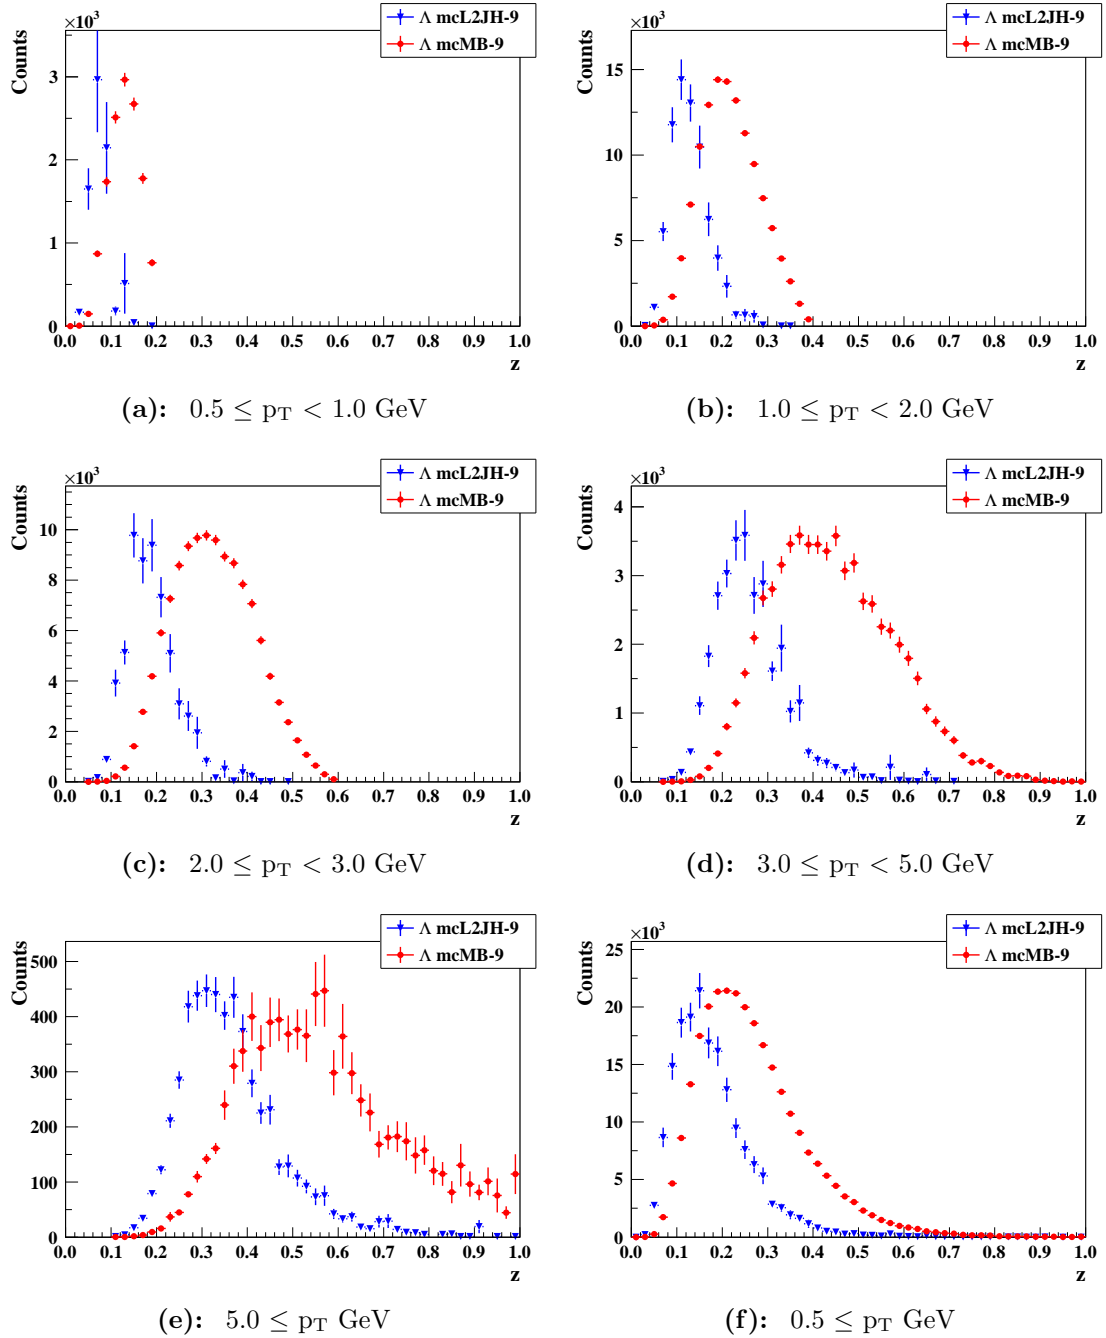 ×10³
Λ mcL2JH-9
Λ mcMB-9
Counts
3
2
1
0
0.0 0.1 0.2 0.3 0.4 0.5 0.6 0.7 0.8 0.9 1.0
z
(a): 0.5 ≤ p_T < 1.0 GeV
×10³
Λ mcL2JH-9
Λ mcMB-9
Counts
15
10
5
0
0.0 0.1 0.2 0.3 0.4 0.5 0.6 0.7 0.8 0.9 1.0
z
(b): 1.0 ≤ p_T < 2.0 GeV
×10³
Λ mcL2JH-9
Λ mcMB-9
Counts
10
8
6
4
2
0
0.0 0.1 0.2 0.3 0.4 0.5 0.6 0.7 0.8 0.9 1.0
z
(c): 2.0 ≤ p_T < 3.0 GeV
×10³
Λ mcL2JH-9
Λ mcMB-9
Counts
4
3
2
1
0
0.0 0.1 0.2 0.3 0.4 0.5 0.6 0.7 0.8 0.9 1.0
z
(d): 3.0 ≤ p_T < 5.0 GeV
Λ mcL2JH-9
Λ mcMB-9
Counts
500
400
300
200
100
0
0.0 0.1 0.2 0.3 0.4 0.5 0.6 0.7 0.8 0.9 1.0
z
(e): 5.0 ≤ p_T GeV
×10³
Λ mcL2JH-9
Λ mcMB-9
Counts
25
20
15
10
5
0
0.0 0.1 0.2 0.3 0.4 0.5 0.6 0.7 0.8 0.9 1.0
z
(f): 0.5 ≤ p_T GeV